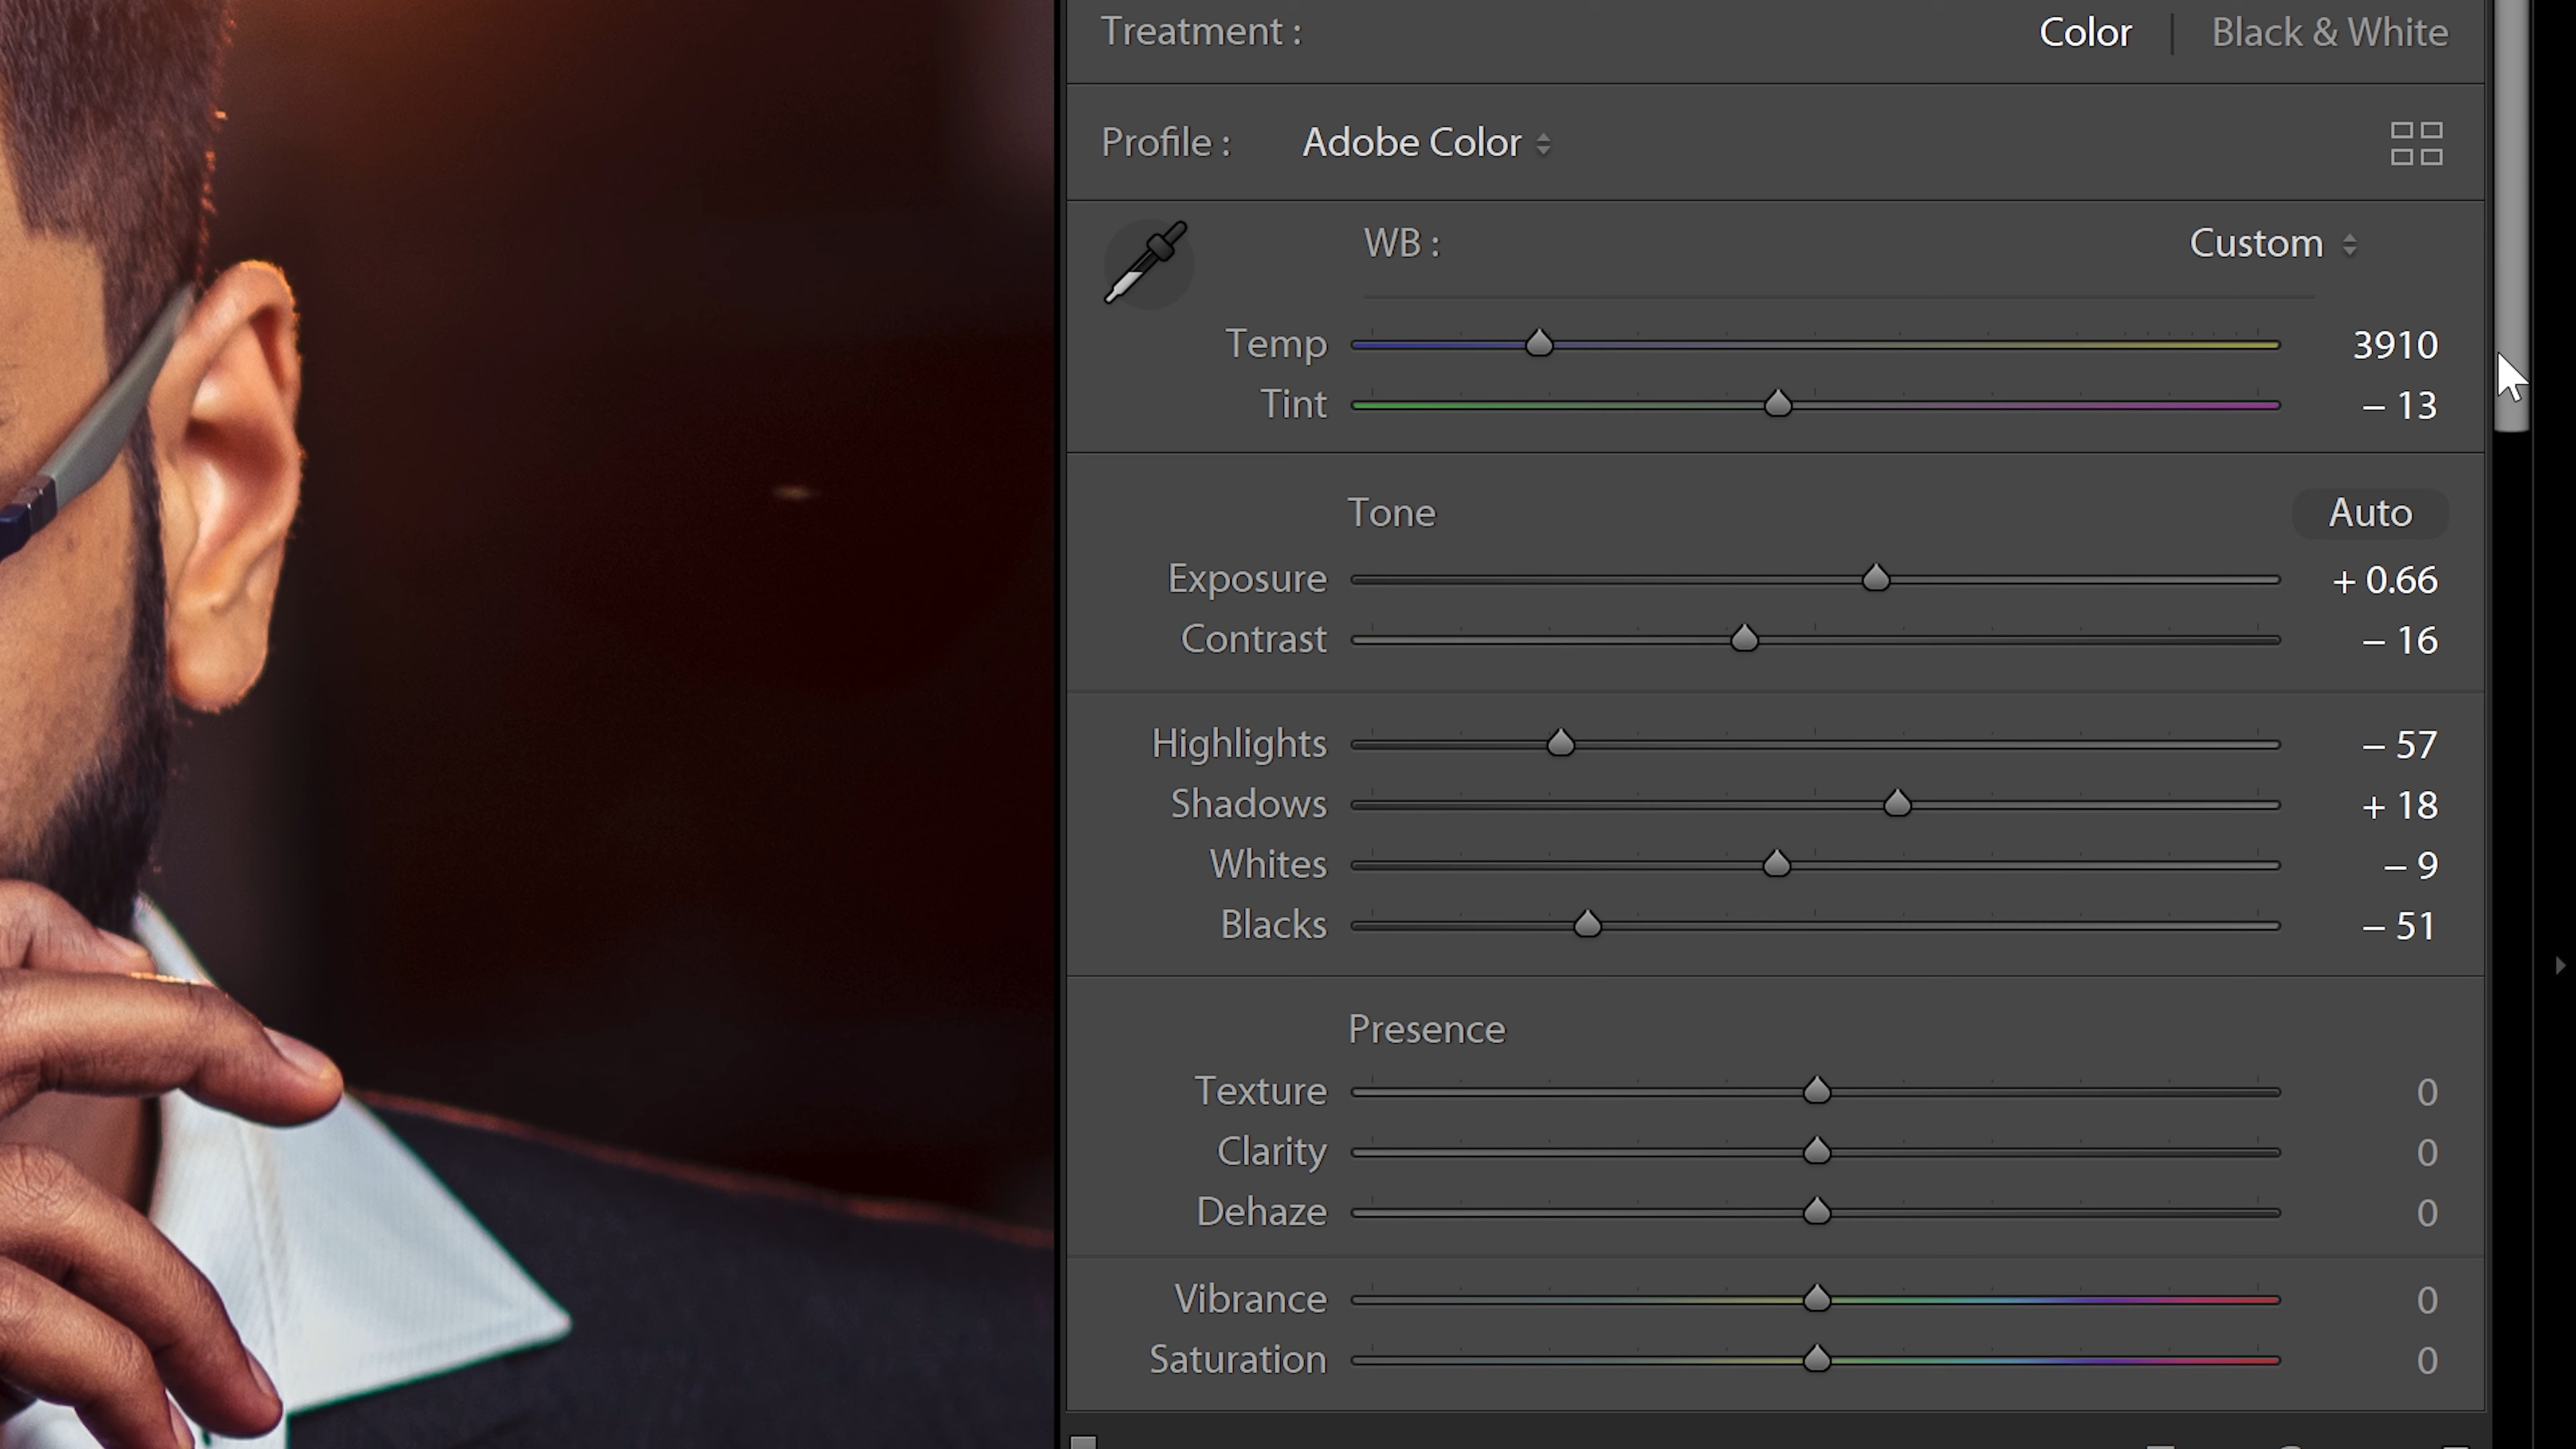 Treatment : Color | Black & White
Profile : Adobe Color
WB : Custom
Temp 3910
Tint – 13
Tone Auto
Exposure + 0.66
Contrast – 16
Highlights – 57
Shadows + 18
Whites – 9
Blacks – 51
Presence
Texture 0
Clarity 0
Dehaze 0
Vibrance 0
Saturation 0